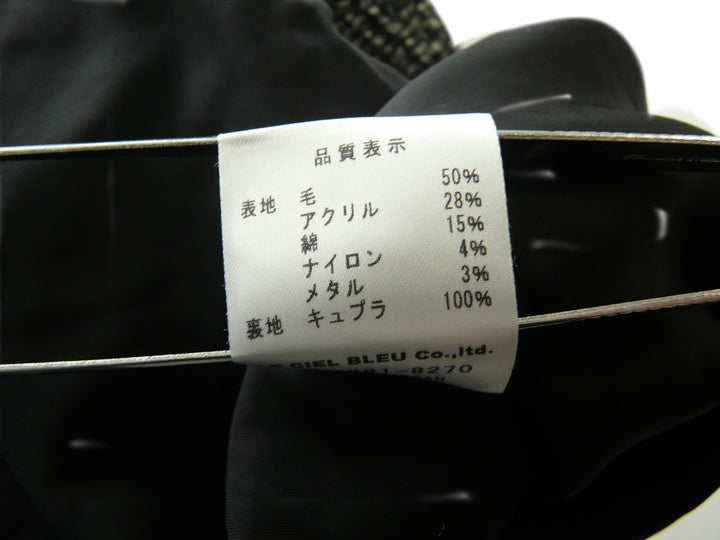 品質表示
表地 毛 50%
アクリル 28%
綿 15%
ナイロン 4%
メタル 3%
裏地 キュプラ 100%
CIEL BLEU Co.,ltd.
-8270